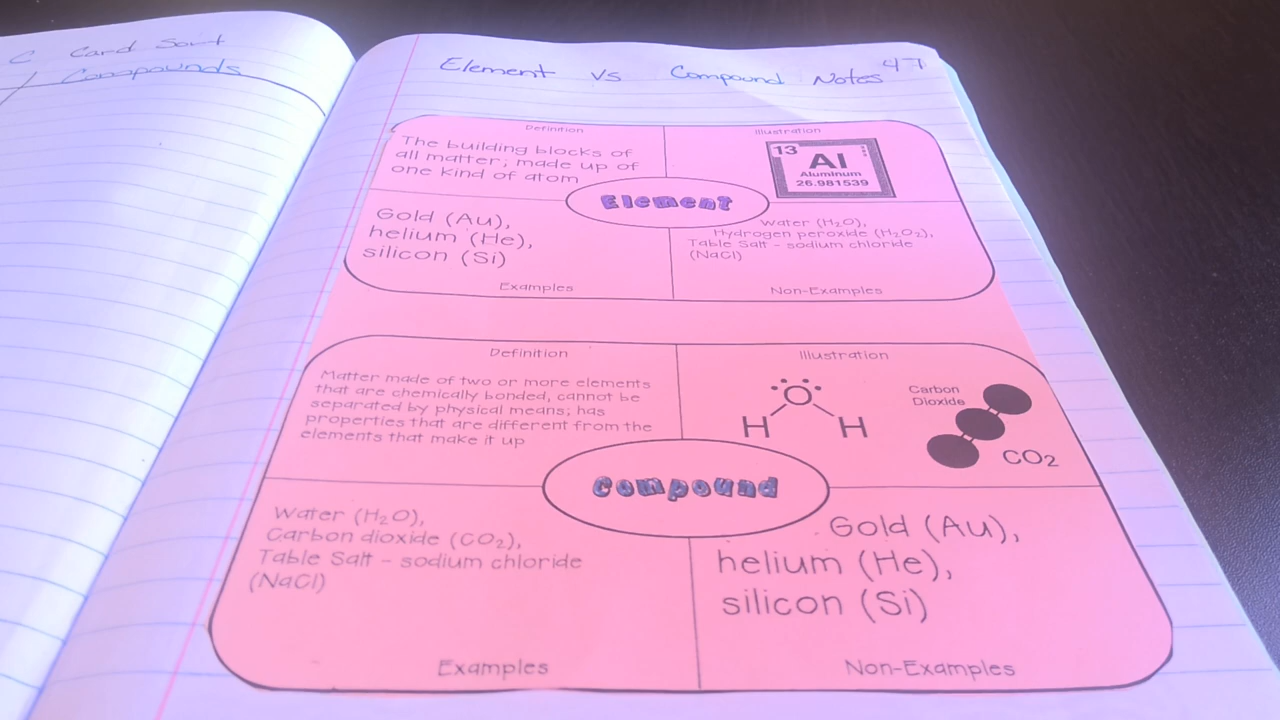 C Card Sort
Compounds
Element vs Compound Notes 47
Definition
The building blocks of
all matter; made up of
one kind of atom
Illustration
13
Al
Aluminum
26.981539
Element
Gold (Au),
helium (He),
silicon (Si)
Examples
Water (H₂O),
Hydrogen peroxide (H₂O₂),
Table Salt - sodium chloride
(NaCl)
Non-Examples
Definition
Matter made of two or more elements
that are chemically bonded, cannot be
separated by physical means; has
properties that are different from the
elements that make it up
Illustration
O
H H
Carbon
Dioxide
CO₂
Compound
Water (H₂O),
Carbon dioxide (CO₂),
Table Salt - sodium chloride
(NaCl)
Examples
Gold (Au),
helium (He),
silicon (Si)
Non-Examples